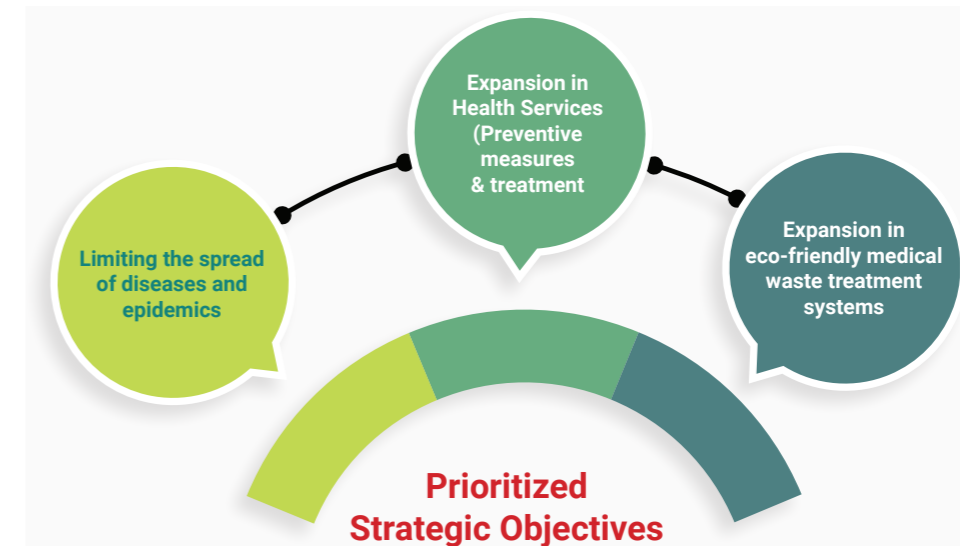 Expansion in
Health Services
(Preventive
measures
& treatment
Limiting the spread
of diseases and
epidemics
Expansion in
eco-friendly medical
waste treatment
systems
Prioritized
Strategic Objectives